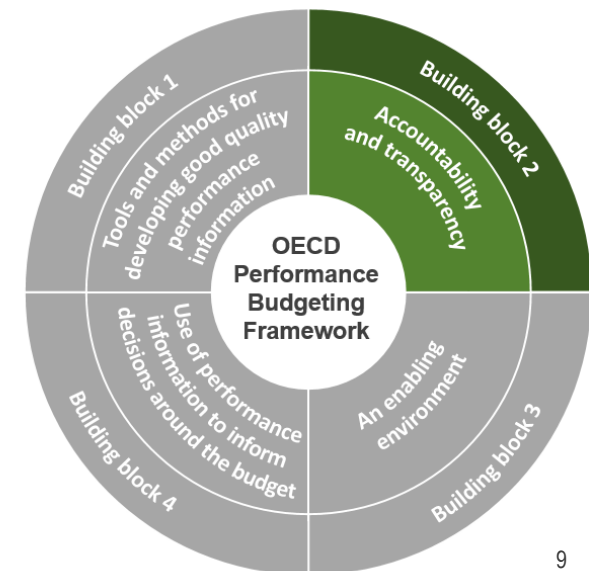 Building block 1
Tools and methods for
developing good quality
performance
information
Building block 2
Accountability
and transparency
OECD
Performance
Budgeting
Framework
Use of performance
information to inform
decisions around the budget
Building block 4
An enabling
environment
Building block 3
9